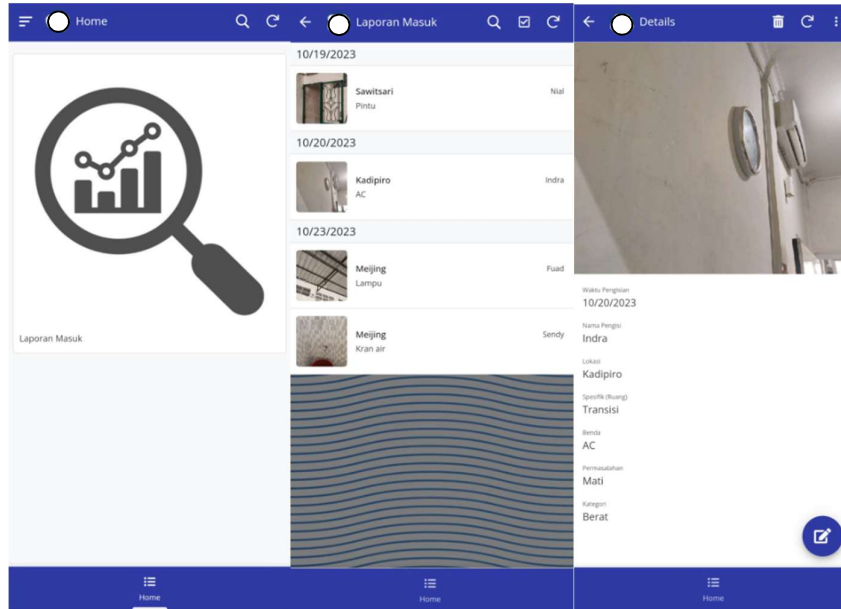 Home
Laporan Masuk
Home
Laporan Masuk
10/19/2023
Sawitsari
Nial
Pintu
10/20/2023
Kadipiro
Indra
AC
10/23/2023
Meijing
Fuad
Lampu
Meijing
Sendy
Kran air
Home
Details
Waktu Pengisian
10/20/2023
Nama Pengisi
Indra
Lokasi
Kadipiro
Spesifik (Ruang)
Transisi
Benda
AC
Permasalahan
Mati
Kategori
Berat
Home